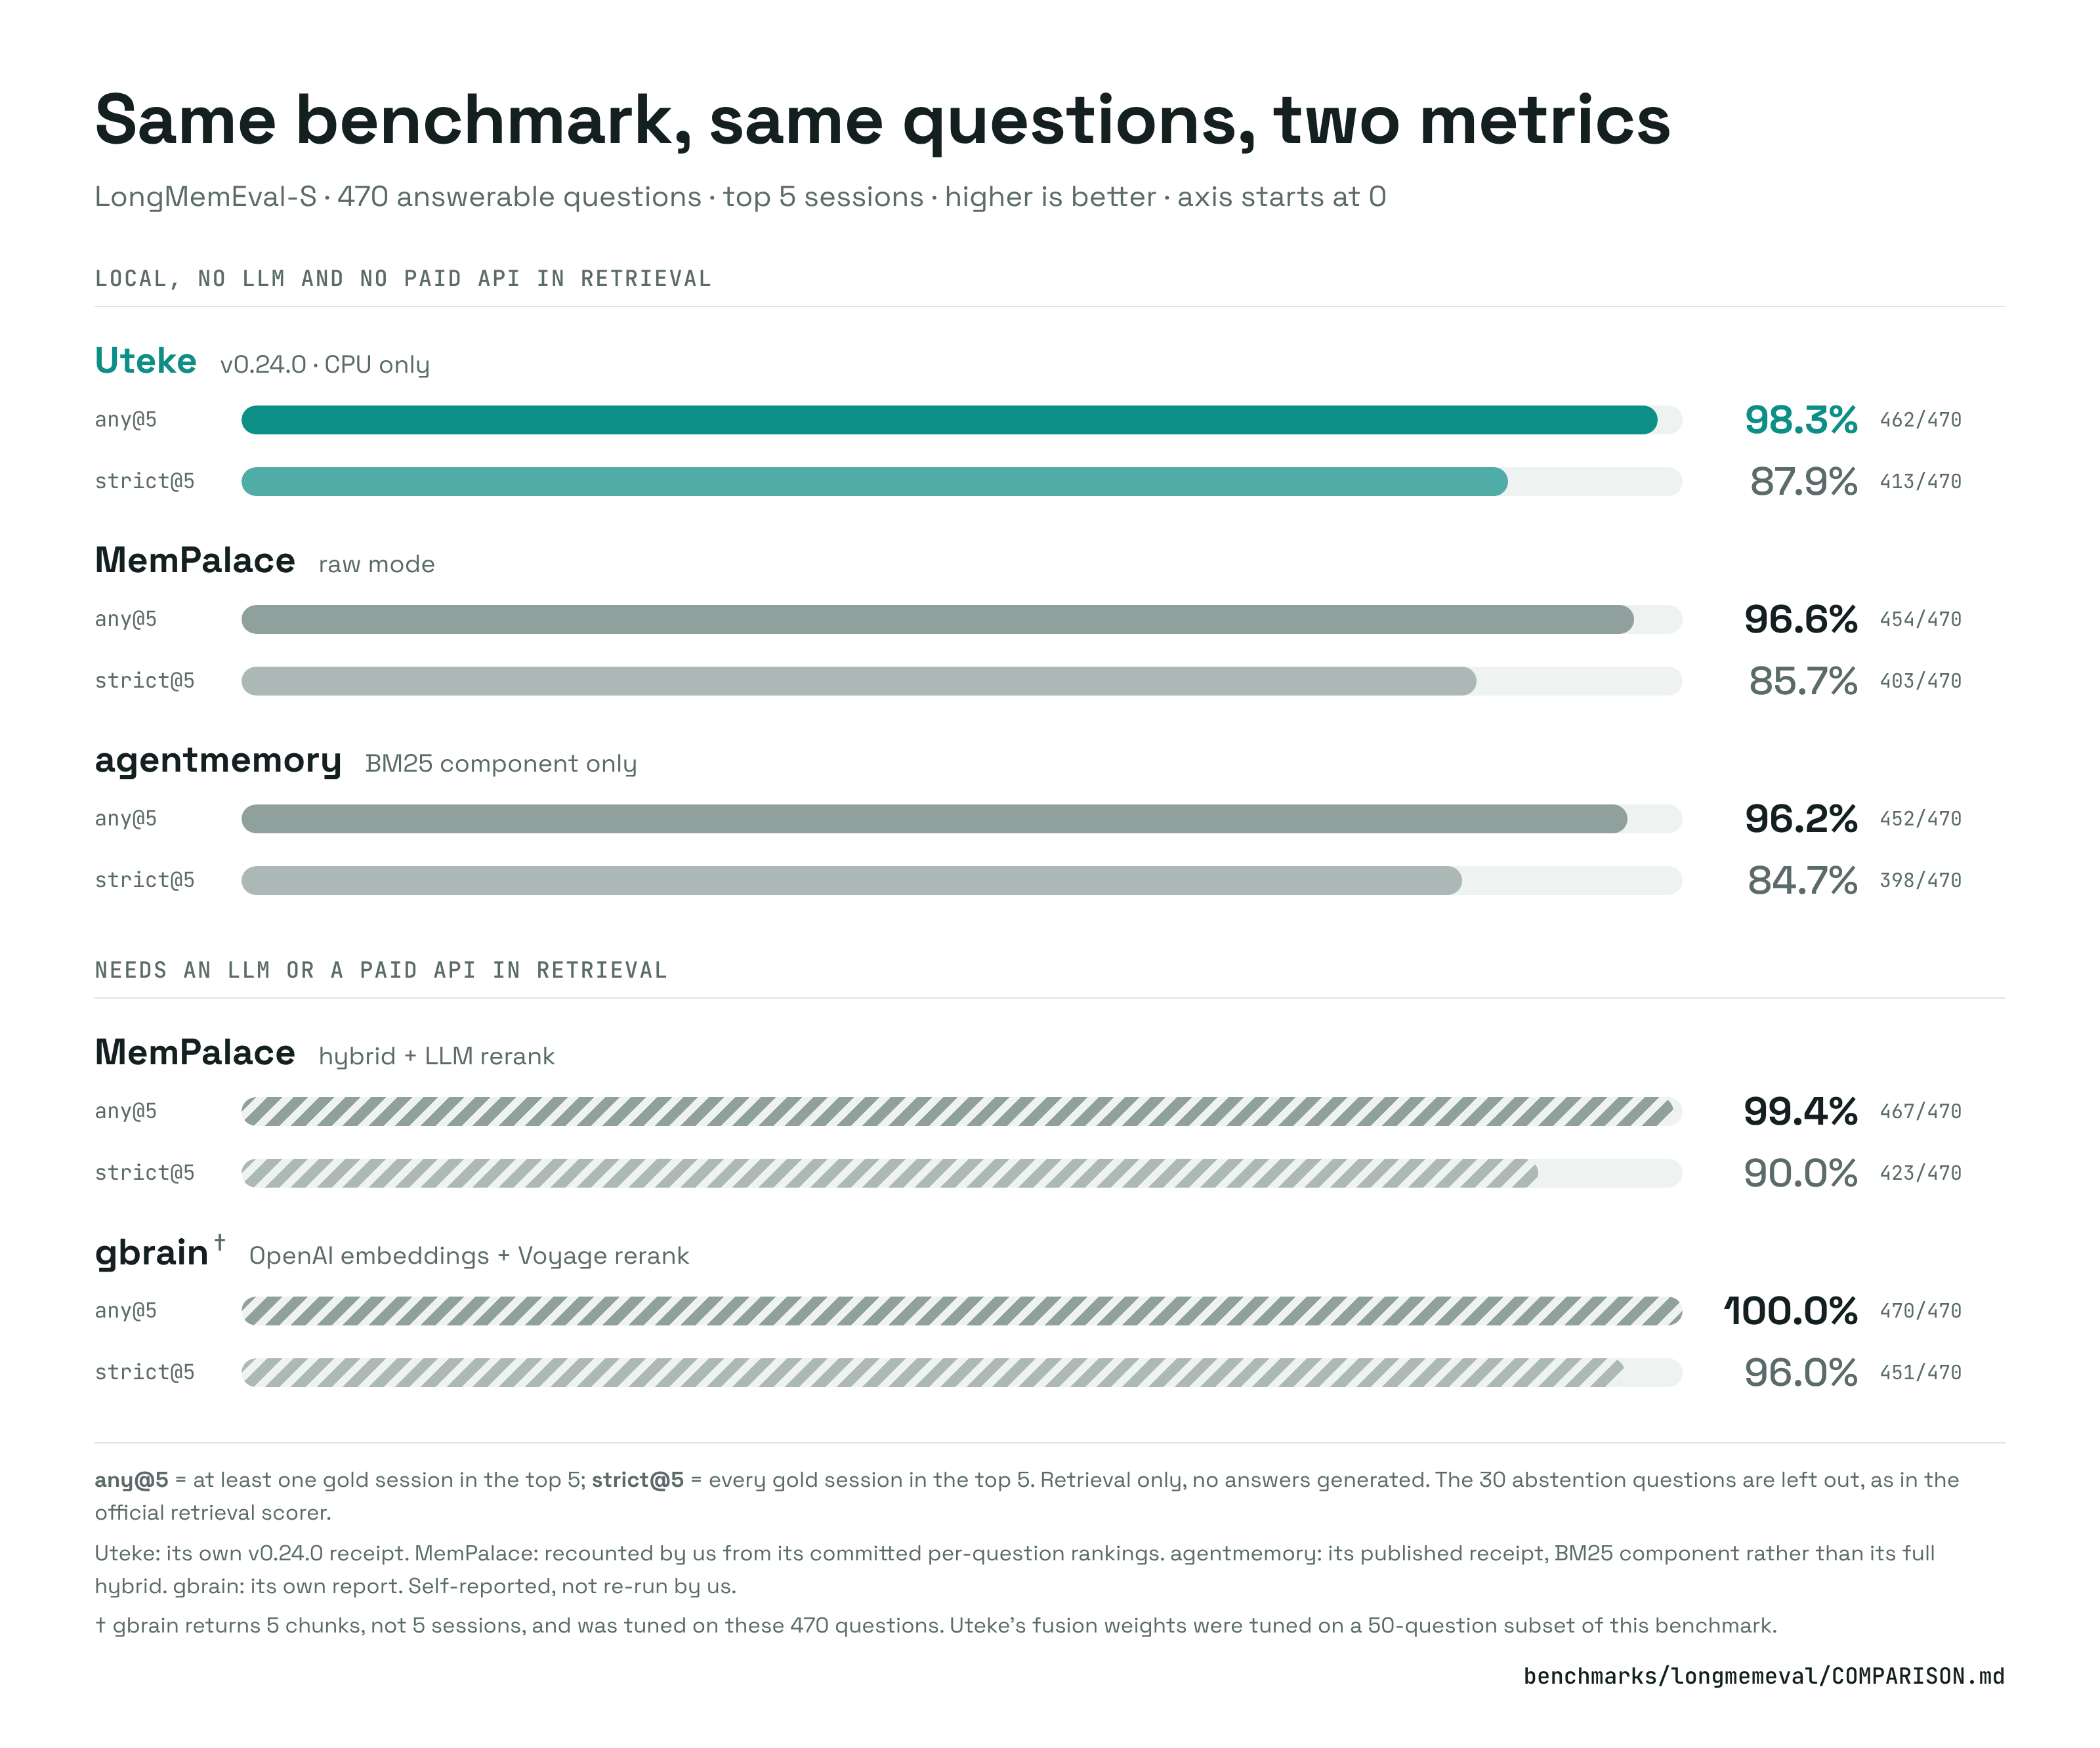 Same benchmark, same questions, two metrics
LongMemEval-S · 470 answerable questions · top 5 sessions · higher is better · axis starts at 0
LOCAL, NO LLM AND NO PAID API IN RETRIEVAL
Uteke v0.24.0 · CPU only
any@5 98.3% 462/470
strict@5 87.9% 413/470
MemPalace raw mode
any@5 96.6% 454/470
strict@5 85.7% 403/470
agentmemory BM25 component only
any@5 96.2% 452/470
strict@5 84.7% 398/470
NEEDS AN LLM OR A PAID API IN RETRIEVAL
MemPalace hybrid + LLM rerank
any@5 99.4% 467/470
strict@5 90.0% 423/470
gbrain† OpenAI embeddings + Voyage rerank
any@5 100.0% 470/470
strict@5 96.0% 451/470
any@5 = at least one gold session in the top 5; strict@5 = every gold session in the top 5. Retrieval only, no answers generated. The 30 abstention questions are left out, as in the
official retrieval scorer.
Uteke: its own v0.24.0 receipt. MemPalace: recounted by us from its committed per-question rankings. agentmemory: its published receipt, BM25 component rather than its full
hybrid. gbrain: its own report. Self-reported, not re-run by us.
† gbrain returns 5 chunks, not 5 sessions, and was tuned on these 470 questions. Uteke's fusion weights were tuned on a 50-question subset of this benchmark.
benchmarks/longmemeval/COMPARISON.md